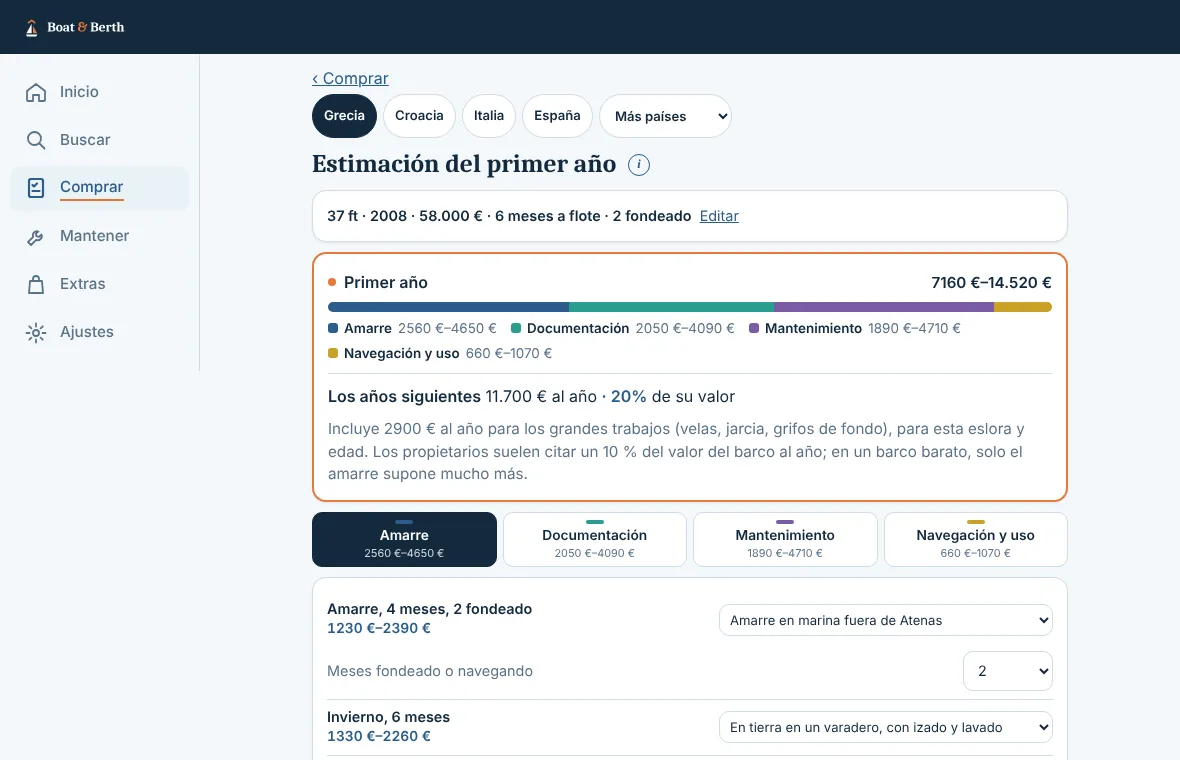 Boat & Berth
Inicio
Buscar
Comprar
Mantener
Extras
Ajustes
‹ Comprar
Grecia
Croacia
Italia
España
Más países
Estimación del primer año i
37 ft · 2008 · 58.000 € · 6 meses a flote · 2 fondeado Editar
Primer año 7160 €–14.520 €
Amarre 2560 €–4650 € Documentación 2050 €–4090 € Mantenimiento 1890 €–4710 €
Navegación y uso 660 €–1070 €
Los años siguientes 11.700 € al año · 20% de su valor
Incluye 2900 € al año para los grandes trabajos (velas, jarcia, grifos de fondo), para esta eslora y
edad. Los propietarios suelen citar un 10 % del valor del barco al año; en un barco barato, solo el
amarre supone mucho más.
Amarre
2560 €–4650 €
Documentación
2050 €–4090 €
Mantenimiento
1890 €–4710 €
Navegación y uso
660 €–1070 €
Amarre, 4 meses, 2 fondeado
1230 €–2390 €
Amarre en marina fuera de Atenas
Meses fondeado o navegando
2
Invierno, 6 meses
1330 €–2260 €
En tierra en un varadero, con izado y lavado